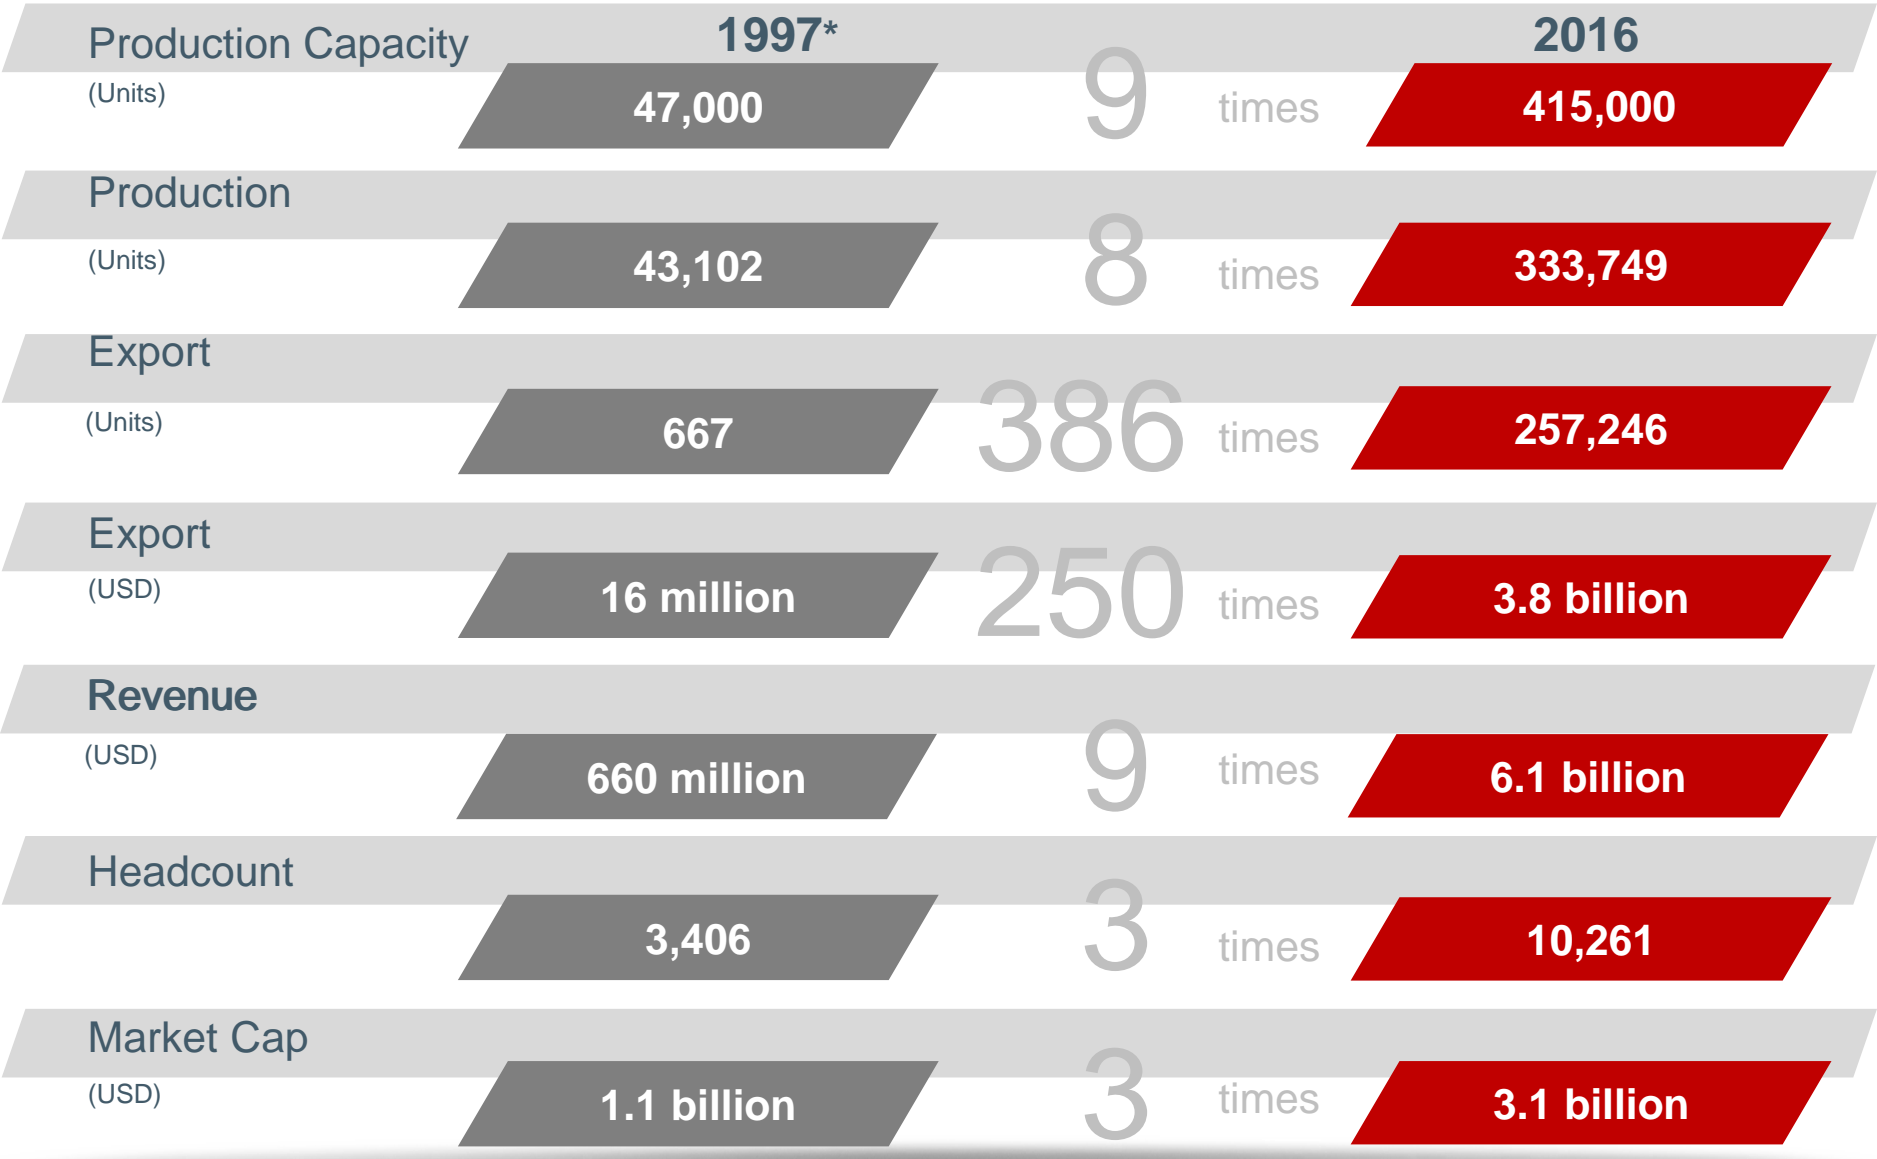 Production Capacity 1997* 2016
(Units) 47,000 9 times 415,000
Production
(Units) 43,102 8 times 333,749
Export
(Units) 667 386 times 257,246
Export
(USD) 16 million 250 times 3.8 billion
Revenue
(USD) 660 million 9 times 6.1 billion
Headcount
3,406 3 times 10,261
Market Cap
(USD) 1.1 billion 3 times 3.1 billion